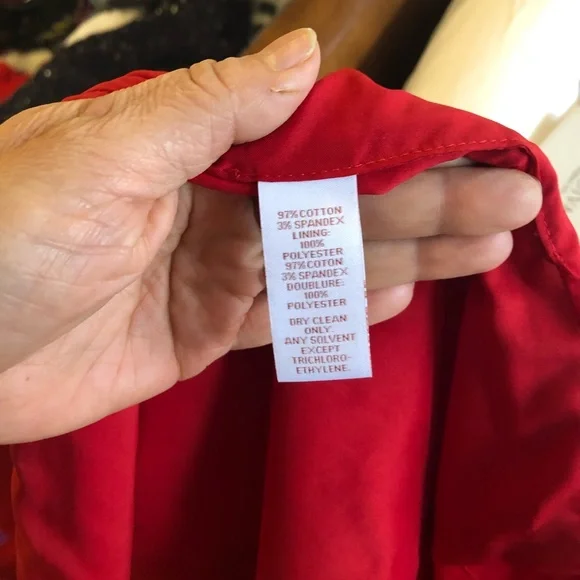 97% COTTON
3% SPANDEX
LINING:
100%
POLYESTER
97% COTON
3% SPANDEX
DOUBLURE:
100%
POLYESTER
DRY CLEAN
ONLY.
ANY SOLVENT
EXCEPT
TRICHLORO-
ETHYLENE.